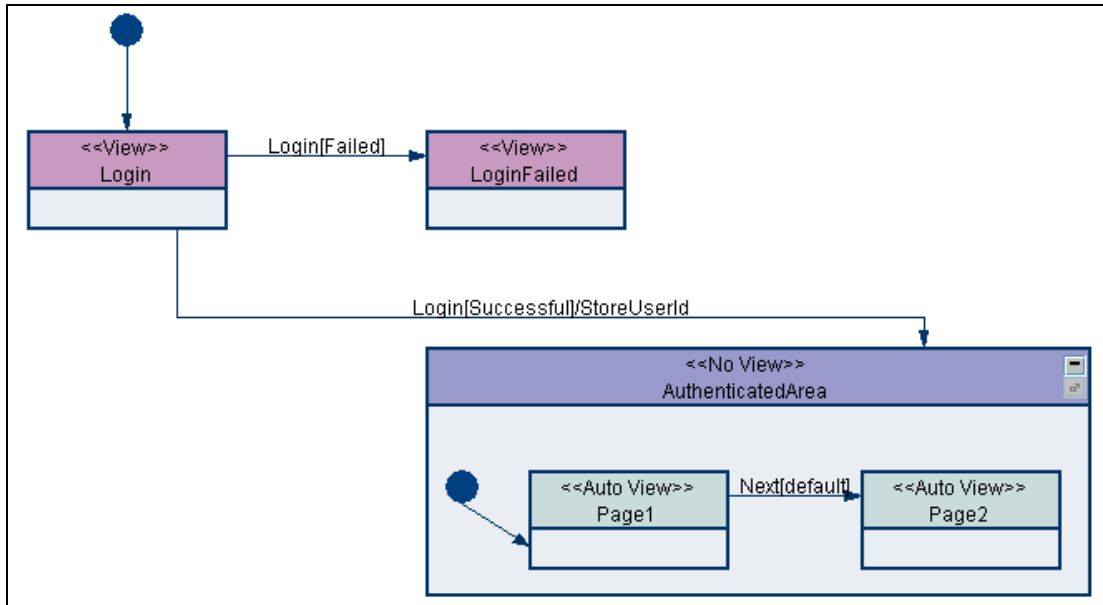 <<View>>
Login
Login[Failed]
<<View>>
LoginFailed
Login[Successful]/StoreUserId
<<No View>>
AuthenticatedArea
<<Auto View>>
Page1
Next[default]
<<Auto View>>
Page2